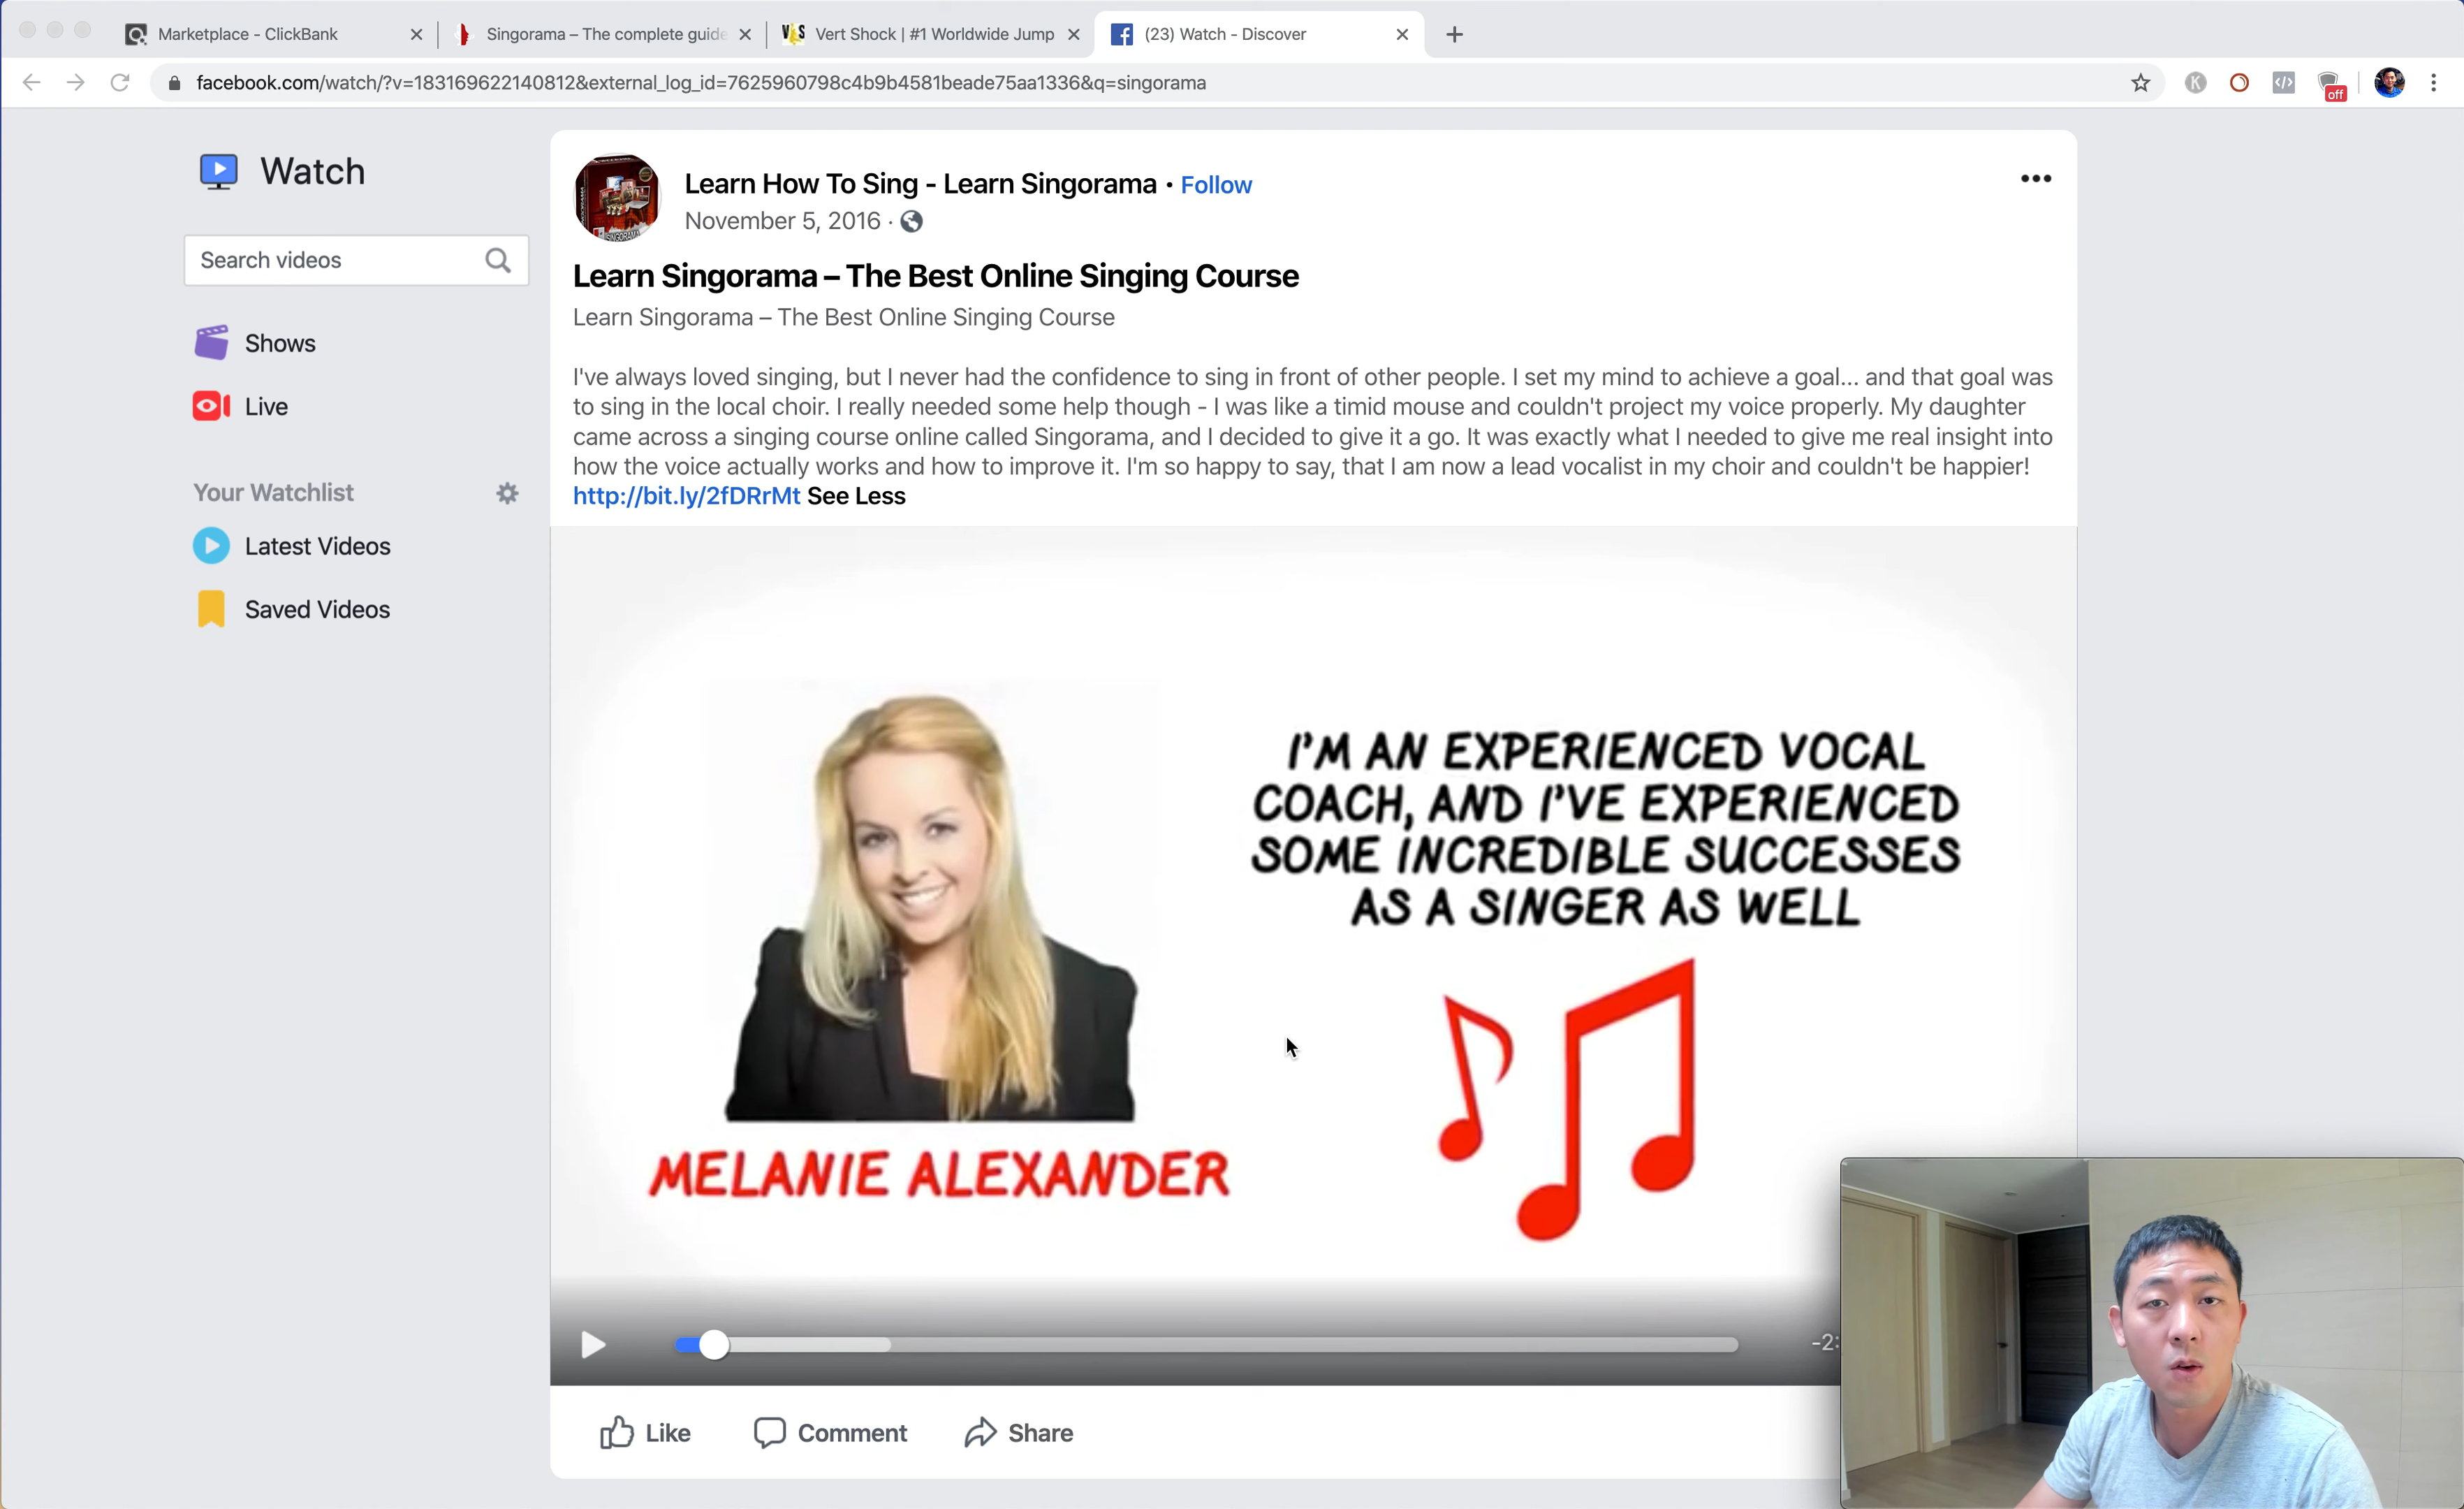 Marketplace - ClickBank
Singorama – The complete guide
Vert Shock | #1 Worldwide Jump
(23) Watch - Discover
facebook.com/watch/?v=183169622140812&external_log_id=7625960798c4b9b4581beade75aa1336&q=singorama
off
Watch
Search videos
Shows
Live
Your Watchlist
Latest Videos
Saved Videos
Learn How To Sing - Learn Singorama · Follow
November 5, 2016 ·
Learn Singorama – The Best Online Singing Course
Learn Singorama – The Best Online Singing Course
I've always loved singing, but I never had the confidence to sing in front of other people. I set my mind to achieve a goal... and that goal was
to sing in the local choir. I really needed some help though - I was like a timid mouse and couldn't project my voice properly. My daughter
came across a singing course online called Singorama, and I decided to give it a go. It was exactly what I needed to give me real insight into
how the voice actually works and how to improve it. I'm so happy to say, that I am now a lead vocalist in my choir and couldn't be happier!
http://bit.ly/2fDRrMt See Less
I'M AN EXPERIENCED VOCAL
COACH, AND I'VE EXPERIENCED
SOME INCREDIBLE SUCCESSES
AS A SINGER AS WELL
MELANIE ALEXANDER
-2:
Like
Comment
Share